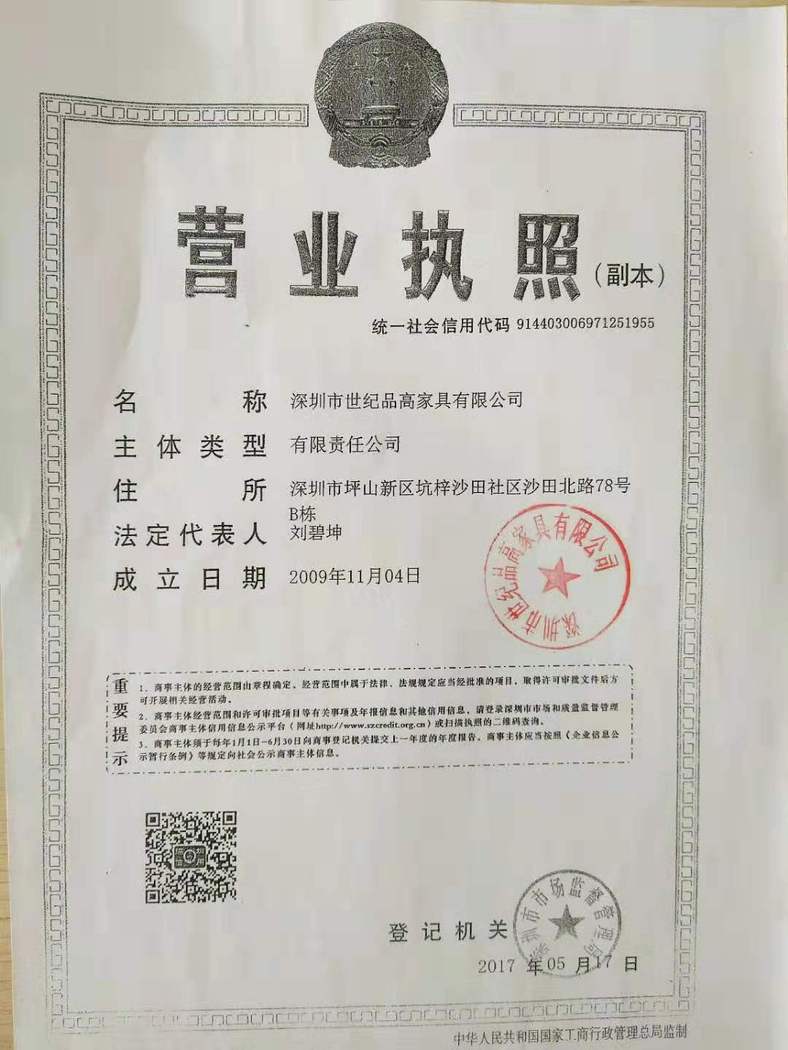 营业执照(副本)
统一社会信用代码 914403006971251955
名称 深圳市世纪品高家具有限公司
主体类型 有限责任公司
住所 深圳市坪山新区坑梓沙田社区沙田北路78号
B栋
法定代表人 刘碧坤
成立日期 2009年11月04日
深圳市世纪品高家具有限公司
重要提示
1、商事主体的经营范围由章程确定。经营范围中属于法律、法规规定应当经批准的项目,取得许可审批文件后方
可开展相关经营活动。
2、商事主体经营范围和许可审批项目等有关事项及年报信息和其他信用信息,请登录深圳市市场和质量监督管理
委员会商事主体信用信息公示平台(网址http://www.szcredit.org.cn)或扫描执照的二维码查询。
3、商事主体须于每年1月1日-6月30日向商事登记机关提交上一年度的年度报告。商事主体应当按照《企业信息公
示暂行条例》等规定向社会公示商事主体信息。
登记机关
深圳市市场监督管理局
2017年05月17日
中华人民共和国国家工商行政管理总局监制